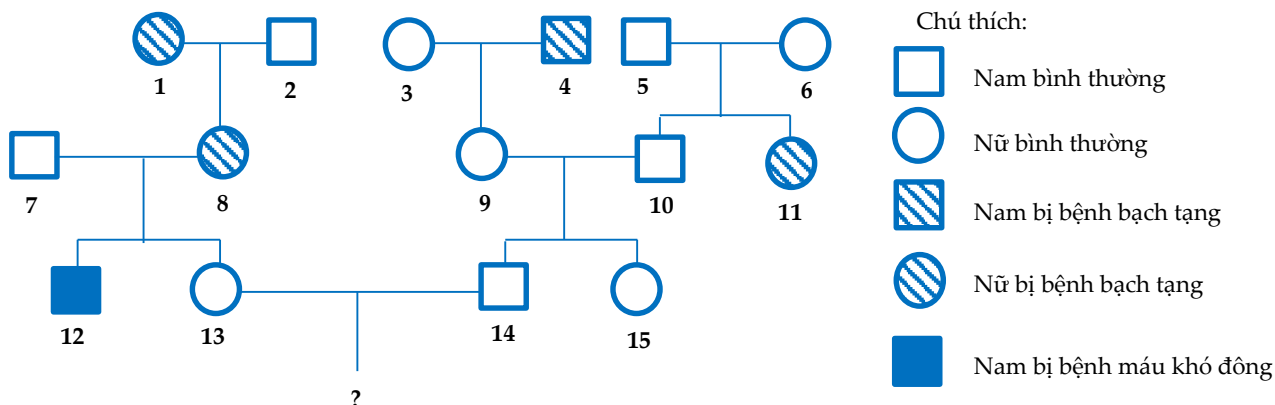 Chú thích:
1
2
3
4
5
6
Nam bình thường
Nữ bình thường
7
8
9
10
11
Nam bị bệnh bạch tạng
Nữ bị bệnh bạch tạng
12
13
14
15
Nam bị bệnh máu khó đông
?